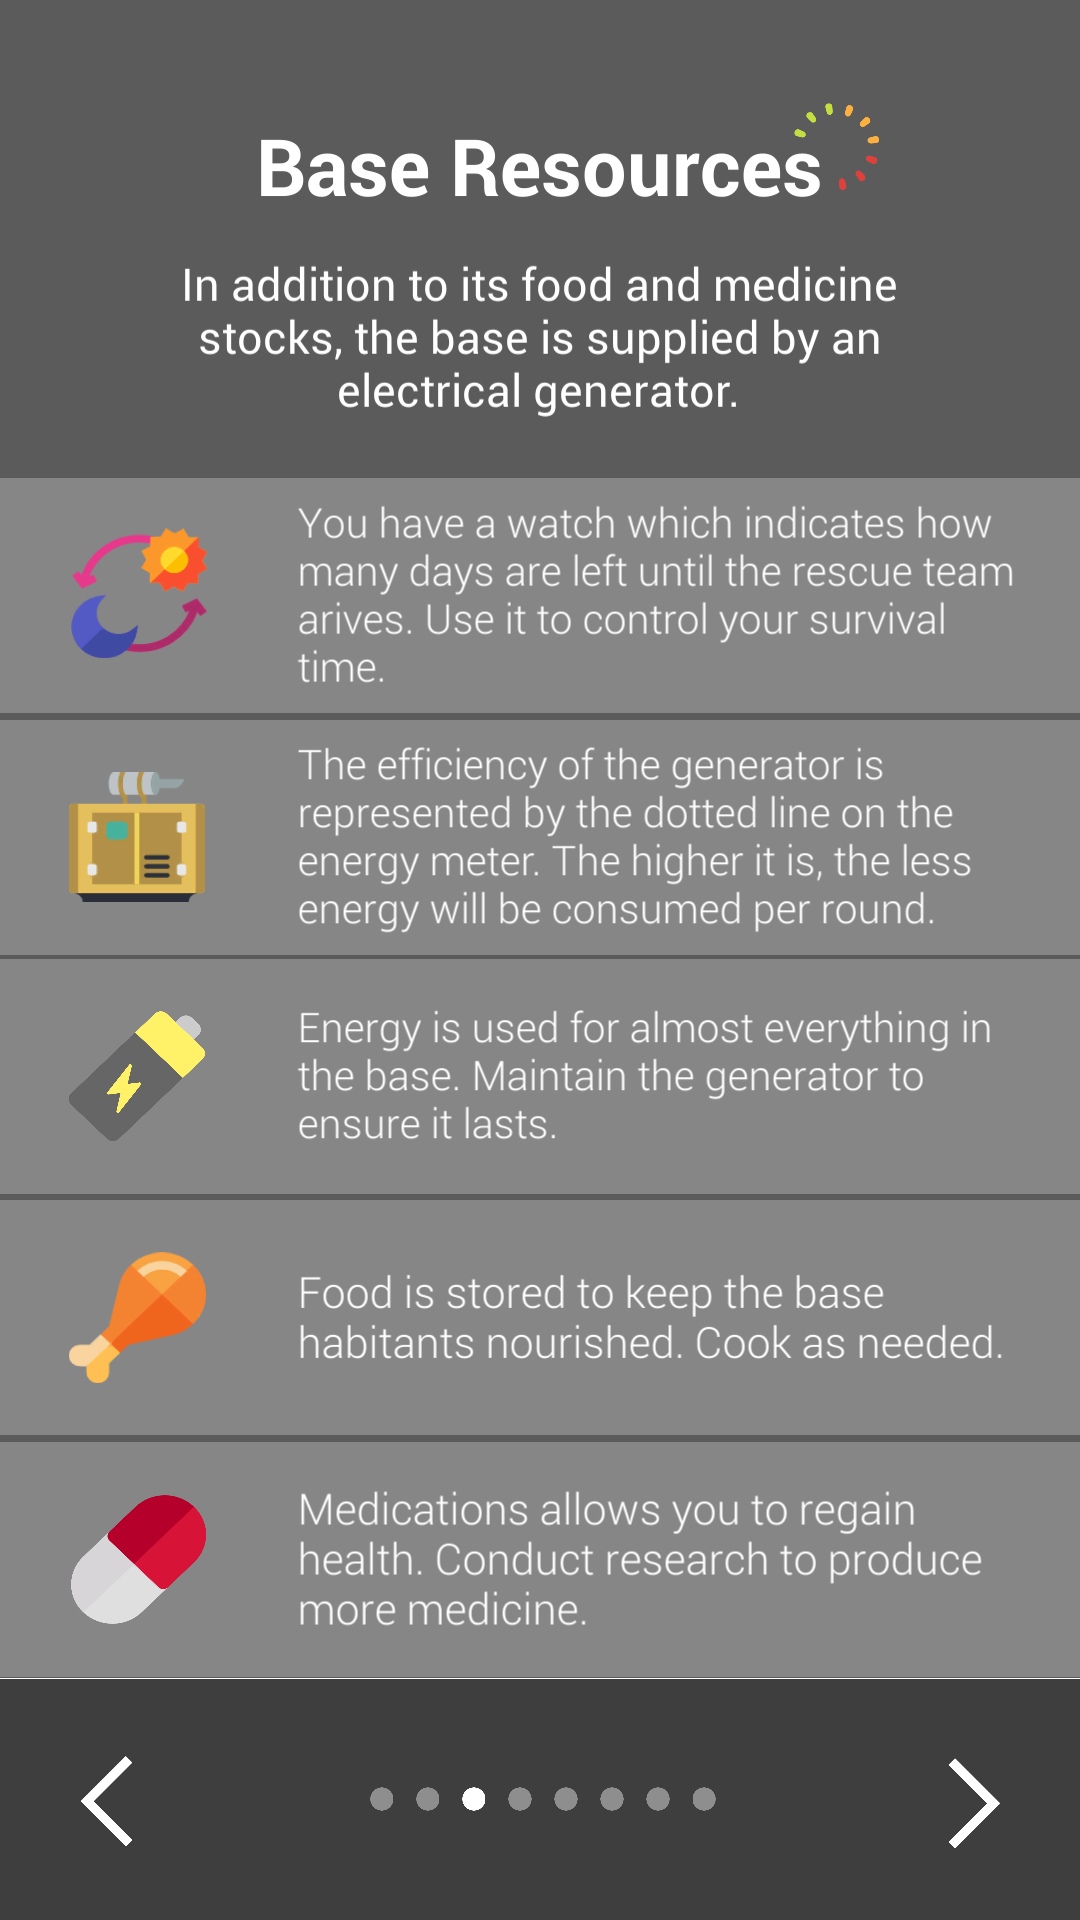 Base Resources
In addition to its food and medicine
stocks, the base is supplied by an
electrical generator.
You have a watch which indicates how
many days are left until the rescue team
arives. Use it to control your survival
time.
The efficiency of the generator is
represented by the dotted line on the
energy meter. The higher it is, the less
energy will be consumed per round.
Energy is used for almost everything in
the base. Maintain the generator to
ensure it lasts.
Food is stored to keep the base
habitants nourished. Cook as needed.
Medications allows you to regain
health. Conduct research to produce
more medicine.